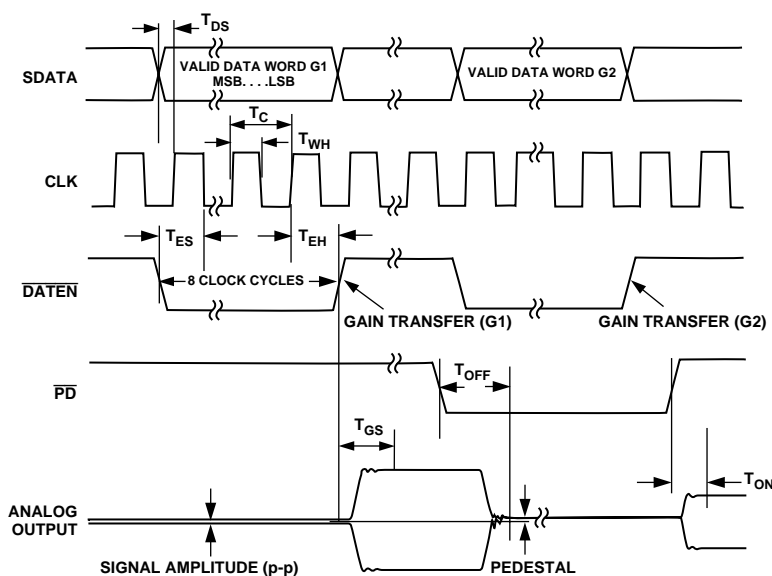 T_DS
SDATA
VALID DATA WORD G1
MSB. . . .LSB
VALID DATA WORD G2
T_C
T_WH
CLK
T_ES
T_EH
DATEN
8 CLOCK CYCLES
GAIN TRANSFER (G1)
GAIN TRANSFER (G2)
PD
T_OFF
T_GS
T_ON
ANALOG
OUTPUT
SIGNAL AMPLITUDE (p-p)
PEDESTAL